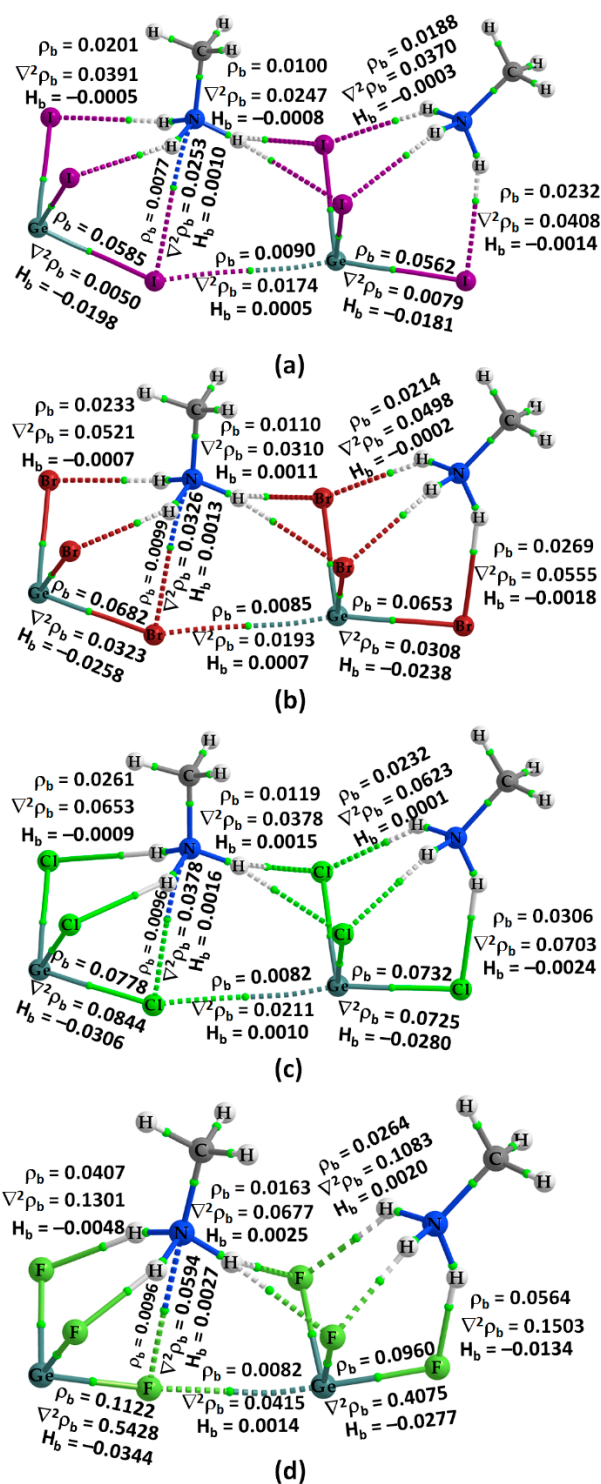 ρb = 0.0201
∇²ρb = 0.0391
Hb = −0.0005
ρb = 0.0100
∇²ρb = 0.0247
Hb = −0.0008
ρb = 0.0188
∇²ρb = 0.0370
Hb = −0.0003
H
H
H
C
H
H
H
C
I
H
N
H
H
I
H
H
N
H
I
I
ρb = 0.0077
∇²ρb = 0.0253
Hb = 0.0010
ρb = 0.0232
∇²ρb = 0.0408
Hb = −0.0014
Ge
ρb = 0.0585
∇²ρb = 0.0050
Hb = −0.0198
I
ρb = 0.0090
∇²ρb = 0.0174
Hb = 0.0005
Ge
ρb = 0.0562
∇²ρb = 0.0079
Hb = −0.0181
I
(a)
ρb = 0.0233
∇²ρb = 0.0521
Hb = −0.0007
ρb = 0.0110
∇²ρb = 0.0310
Hb = 0.0011
ρb = 0.0214
∇²ρb = 0.0498
Hb = −0.0002
H
H
H
C
H
H
H
C
Br
H
N
H
H
Br
H
H
N
H
Br
Br
ρb = 0.0099
∇²ρb = 0.0326
Hb = 0.0013
ρb = 0.0269
∇²ρb = 0.0555
Hb = −0.0018
Ge
ρb = 0.0682
∇²ρb = 0.0323
Hb = −0.0258
Br
ρb = 0.0085
∇²ρb = 0.0193
Hb = 0.0007
Ge
ρb = 0.0653
∇²ρb = 0.0308
Hb = −0.0238
Br
(b)
ρb = 0.0261
∇²ρb = 0.0653
Hb = −0.0009
ρb = 0.0119
∇²ρb = 0.0378
Hb = 0.0015
ρb = 0.0232
∇²ρb = 0.0623
Hb = 0.0001
H
H
H
C
H
H
H
C
Cl
H
N
H
H
Cl
H
H
N
H
Cl
Cl
ρb = 0.0096
∇²ρb = 0.0378
Hb = 0.0016
ρb = 0.0306
∇²ρb = 0.0703
Hb = −0.0024
Ge
ρb = 0.0778
∇²ρb = 0.0844
Hb = −0.0306
Cl
ρb = 0.0082
∇²ρb = 0.0211
Hb = 0.0010
Ge
ρb = 0.0732
∇²ρb = 0.0725
Hb = −0.0280
Cl
(c)
ρb = 0.0407
∇²ρb = 0.1301
Hb = −0.0048
ρb = 0.0163
∇²ρb = 0.0677
Hb = 0.0025
ρb = 0.0264
∇²ρb = 0.1083
Hb = 0.0020
H
H
H
C
H
H
H
C
F
H
N
H
H
F
H
H
N
H
F
F
ρb = 0.0096
∇²ρb = 0.0594
Hb = 0.0027
ρb = 0.0564
∇²ρb = 0.1503
Hb = −0.0134
Ge
ρb = 0.1122
∇²ρb = 0.5428
Hb = −0.0344
F
ρb = 0.0082
∇²ρb = 0.0415
Hb = 0.0014
Ge
ρb = 0.0960
∇²ρb = 0.4075
Hb = −0.0277
F
(d)